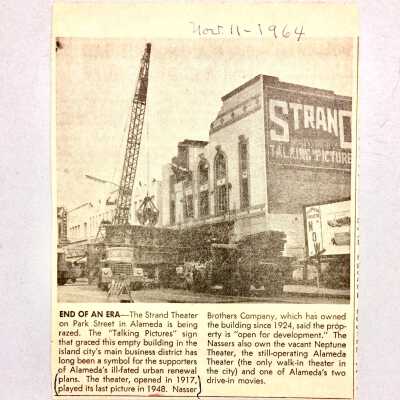 Nov. 11 - 1964
STRAND
TALKING PICTURE
END OF AN ERA—The Strand Theater
on Park Street in Alameda is being
razed. The "Talking Pictures" sign
that graced this empty building in the
island city's main business district has
long been a symbol for the supporters
of Alameda's ill-fated urban renewal
plans. The theater, opened in 1917,
played its last picture in 1948. Nasser
Brothers Company, which has owned
the building since 1924, said the prop-
erty is "open for development." The
Nassers also own the vacant Neptune
Theater, the still-operating Alameda
Theater (the only walk-in theater in
the city) and one of Alameda's two
drive-in movies.